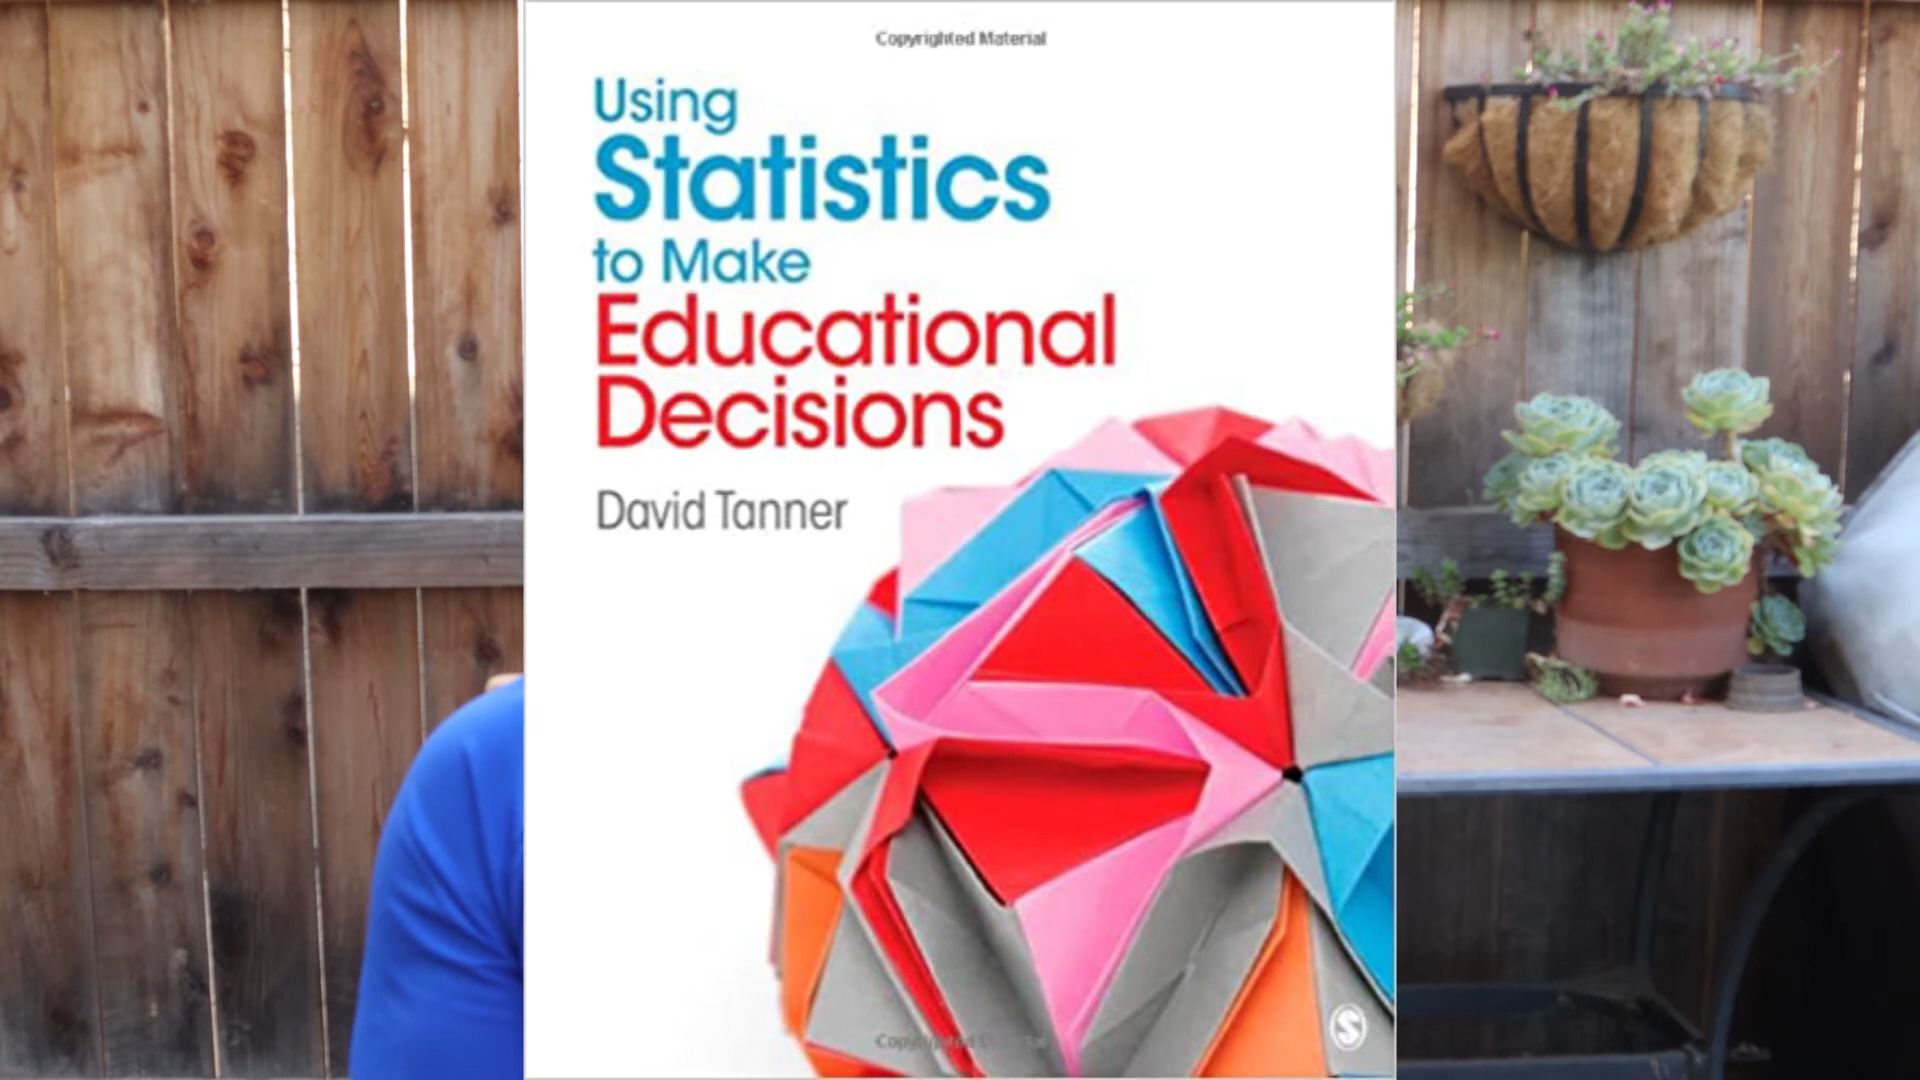 Copyrighted Material
Using
Statistics
to Make
Educational
Decisions
David Tanner
S